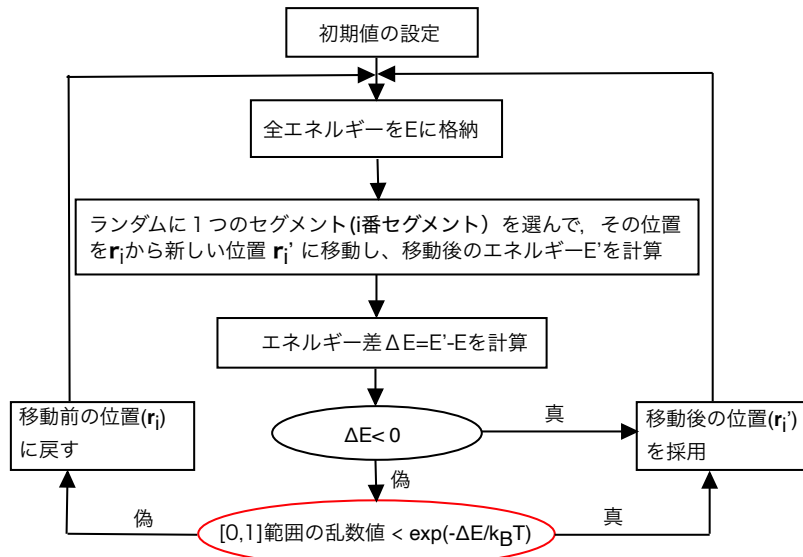 初期値の設定
全エネルギーをEに格納
ランダムに１つのセグメント(i番セグメント）を選んで，その位置
をriから新しい位置 ri’ に移動し、移動後のエネルギーE’を計算
エネルギー差ΔE=E’-Eを計算
移動前の位置(ri)
に戻す
ΔE< 0
真
移動後の位置(ri’)
を採用
偽
偽
[0,1]範囲の乱数値 < exp(-ΔE/kBT)
真